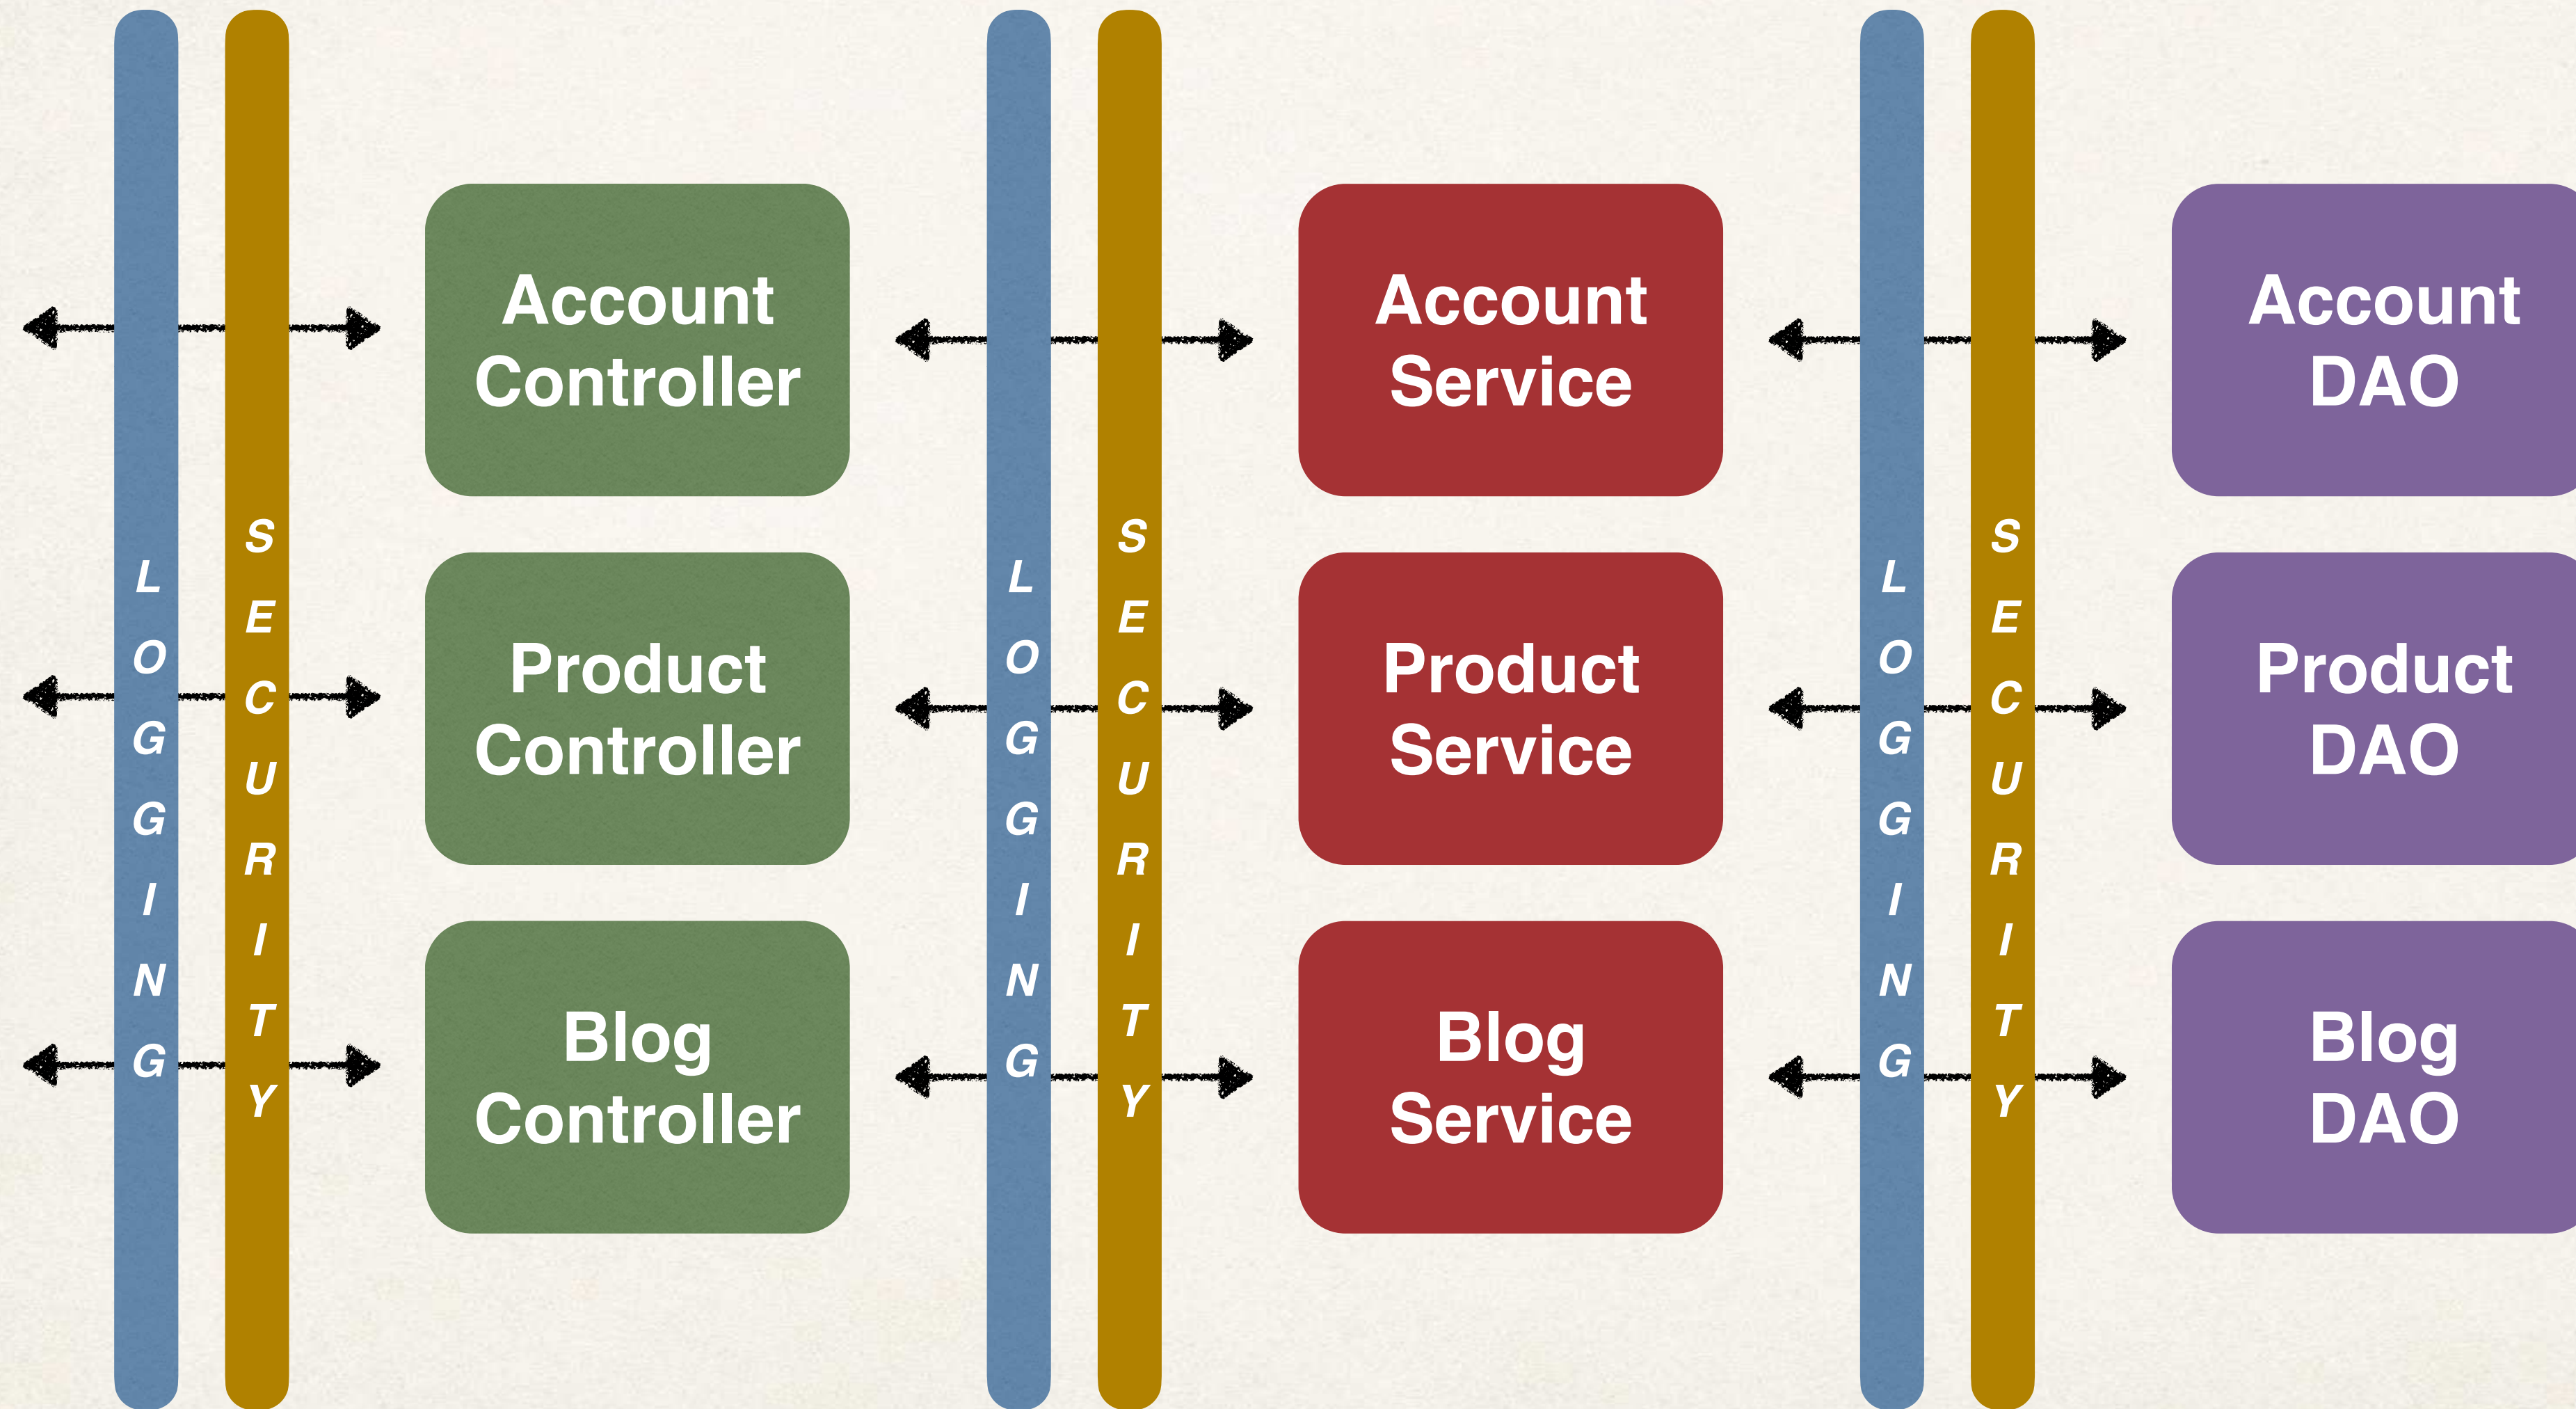 LOGGING
SECURITY
Account
Controller
Product
Controller
Blog
Controller
LOGGING
SECURITY
Account
Service
Product
Service
Blog
Service
LOGGING
SECURITY
Account
DAO
Product
DAO
Blog
DAO